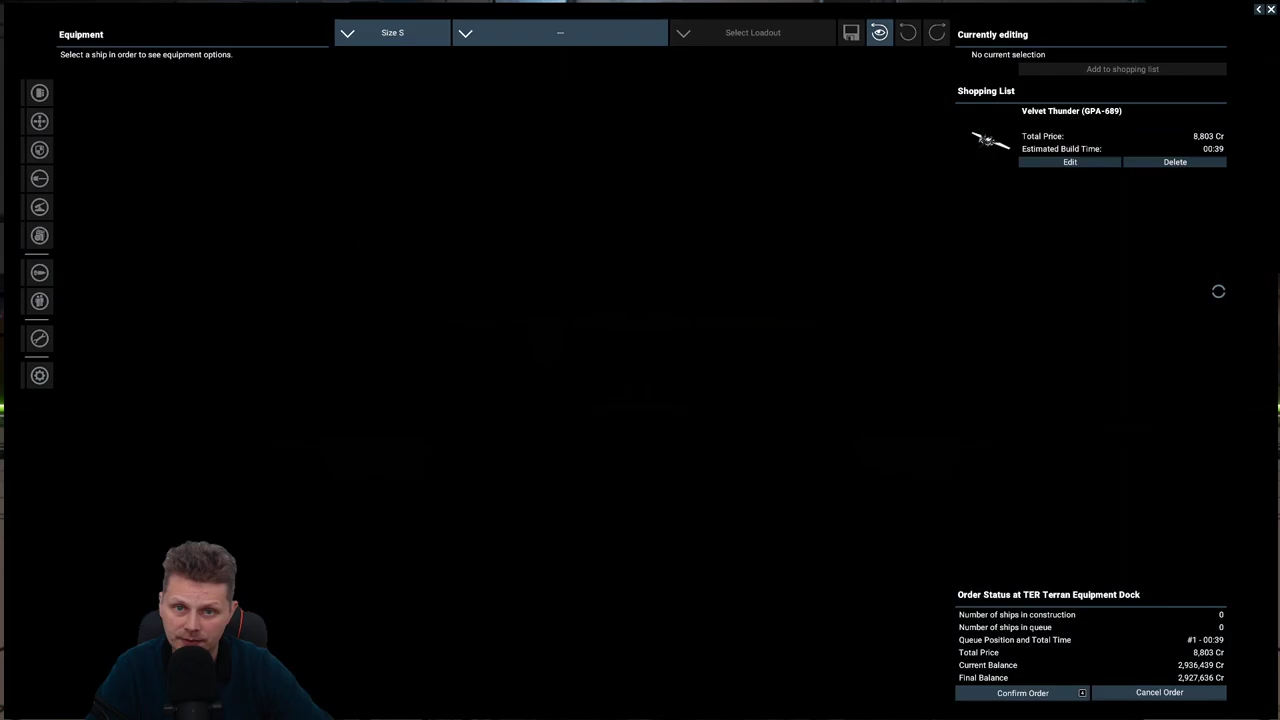 Equipment
Select a ship in order to see equipment options.
Size S
---
Select Loadout
Currently editing
No current selection
Add to shopping list
Shopping List
Velvet Thunder (GPA-689)
Total Price: 8,803 Cr
Estimated Build Time: 00:39
Edit Delete
Order Status at TER Terran Equipment Dock
Number of ships in construction 0
Number of ships in queue 0
Queue Position and Total Time #1 - 00:39
Total Price 8,803 Cr
Current Balance 2,936,439 Cr
Final Balance 2,927,636 Cr
Confirm Order Cancel Order